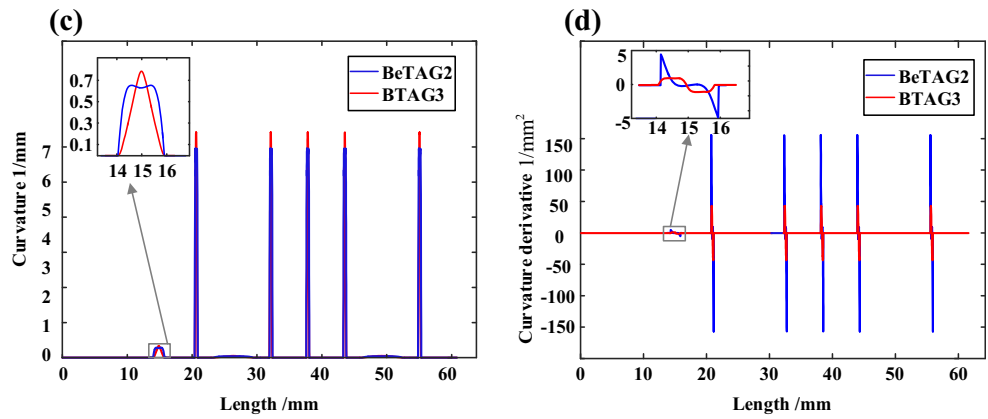 (c)
BeTAG2
BTAG3
0.7
0.5
0.3
0.1
14 15 16
7
6
5
4
3
2
1
0
Curvature 1/mm
0 10 20 30 40 50 60
Length /mm
(d)
BeTAG2
BTAG3
5
0
-5
14 15 16
150
100
50
0
-50
-100
-150
Curvature derivative 1/mm²
0 10 20 30 40 50 60
Length /mm